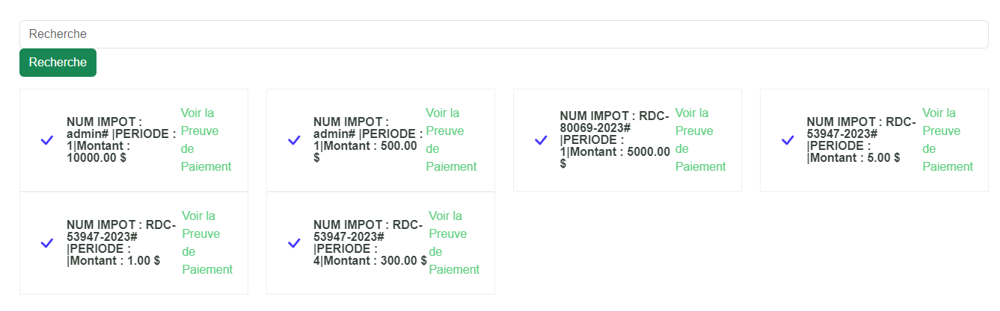 Recherche
Recherche
NUM IMPOT :
admin# |PERIODE :
1|Montant :
10000.00 $
Voir la
Preuve
de
Paiement
NUM IMPOT :
admin# |PERIODE :
1|Montant : 500.00
$
Voir la
Preuve
de
Paiement
NUM IMPOT : RDC-
80069-2023#
|PERIODE :
1|Montant : 5000.00
$
Voir la
Preuve
de
Paiement
NUM IMPOT : RDC-
53947-2023#
|PERIODE :
|Montant : 5.00 $
Voir la
Preuve
de
Paiement
NUM IMPOT : RDC-
53947-2023#
|PERIODE :
|Montant : 1.00 $
Voir la
Preuve
de
Paiement
NUM IMPOT : RDC-
53947-2023#
|PERIODE :
4|Montant : 300.00 $
Voir la
Preuve
de
Paiement